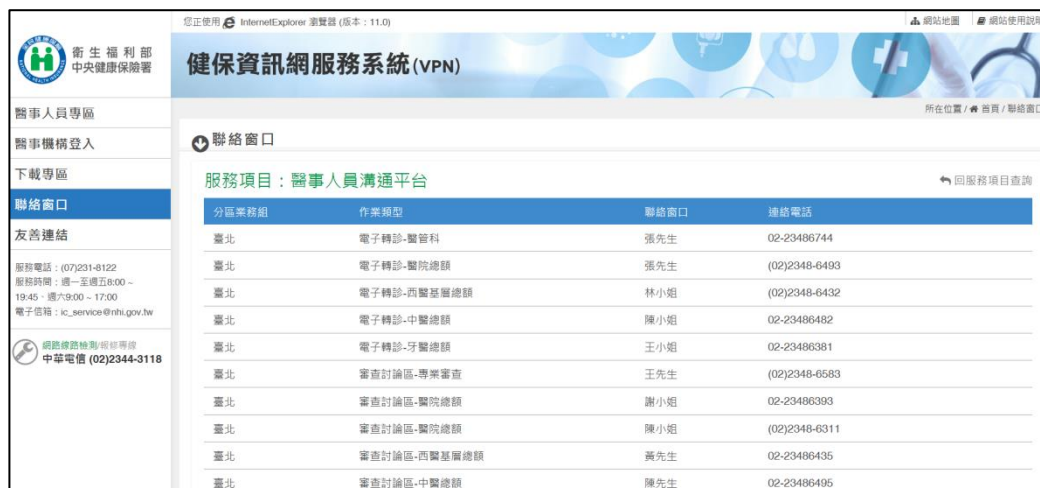 您正使用 InternetExplorer 瀏覽器 (版本：11.0)
網站地圖 網站使用說明
衛生福利部
中央健康保險署
健保資訊網服務系統(VPN)
所在位置 / 首頁 / 聯絡窗口
醫事人員專區
醫事機構登入
下載專區
聯絡窗口
友善連結
服務電話：(07)231-8122
服務時間：週一至週五8:00 ~
19:45、週六9:00 ~ 17:00
電子信箱：ic_service@nhi.gov.tw
網路線路檢測/報修專線
中華電信 (02)2344-3118
聯絡窗口
服務項目：醫事人員溝通平台
回服務項目查詢
分區業務組 作業類型 聯絡窗口 連絡電話
臺北 電子轉診-醫管科 張先生 02-23486744
臺北 電子轉診-醫院總額 張先生 (02)2348-6493
臺北 電子轉診-西醫基層總額 林小姐 (02)2348-6432
臺北 電子轉診-中醫總額 陳小姐 02-23486482
臺北 電子轉診-牙醫總額 王小姐 02-23486381
臺北 審查討論區-專業審查 王先生 (02)2348-6583
臺北 審查討論區-醫院總額 謝小姐 02-23486393
臺北 審查討論區-醫院總額 陳小姐 (02)2348-6311
臺北 審查討論區-西醫基層總額 黃先生 02-23486435
臺北 審查討論區-中醫總額 陳先生 02-23486495